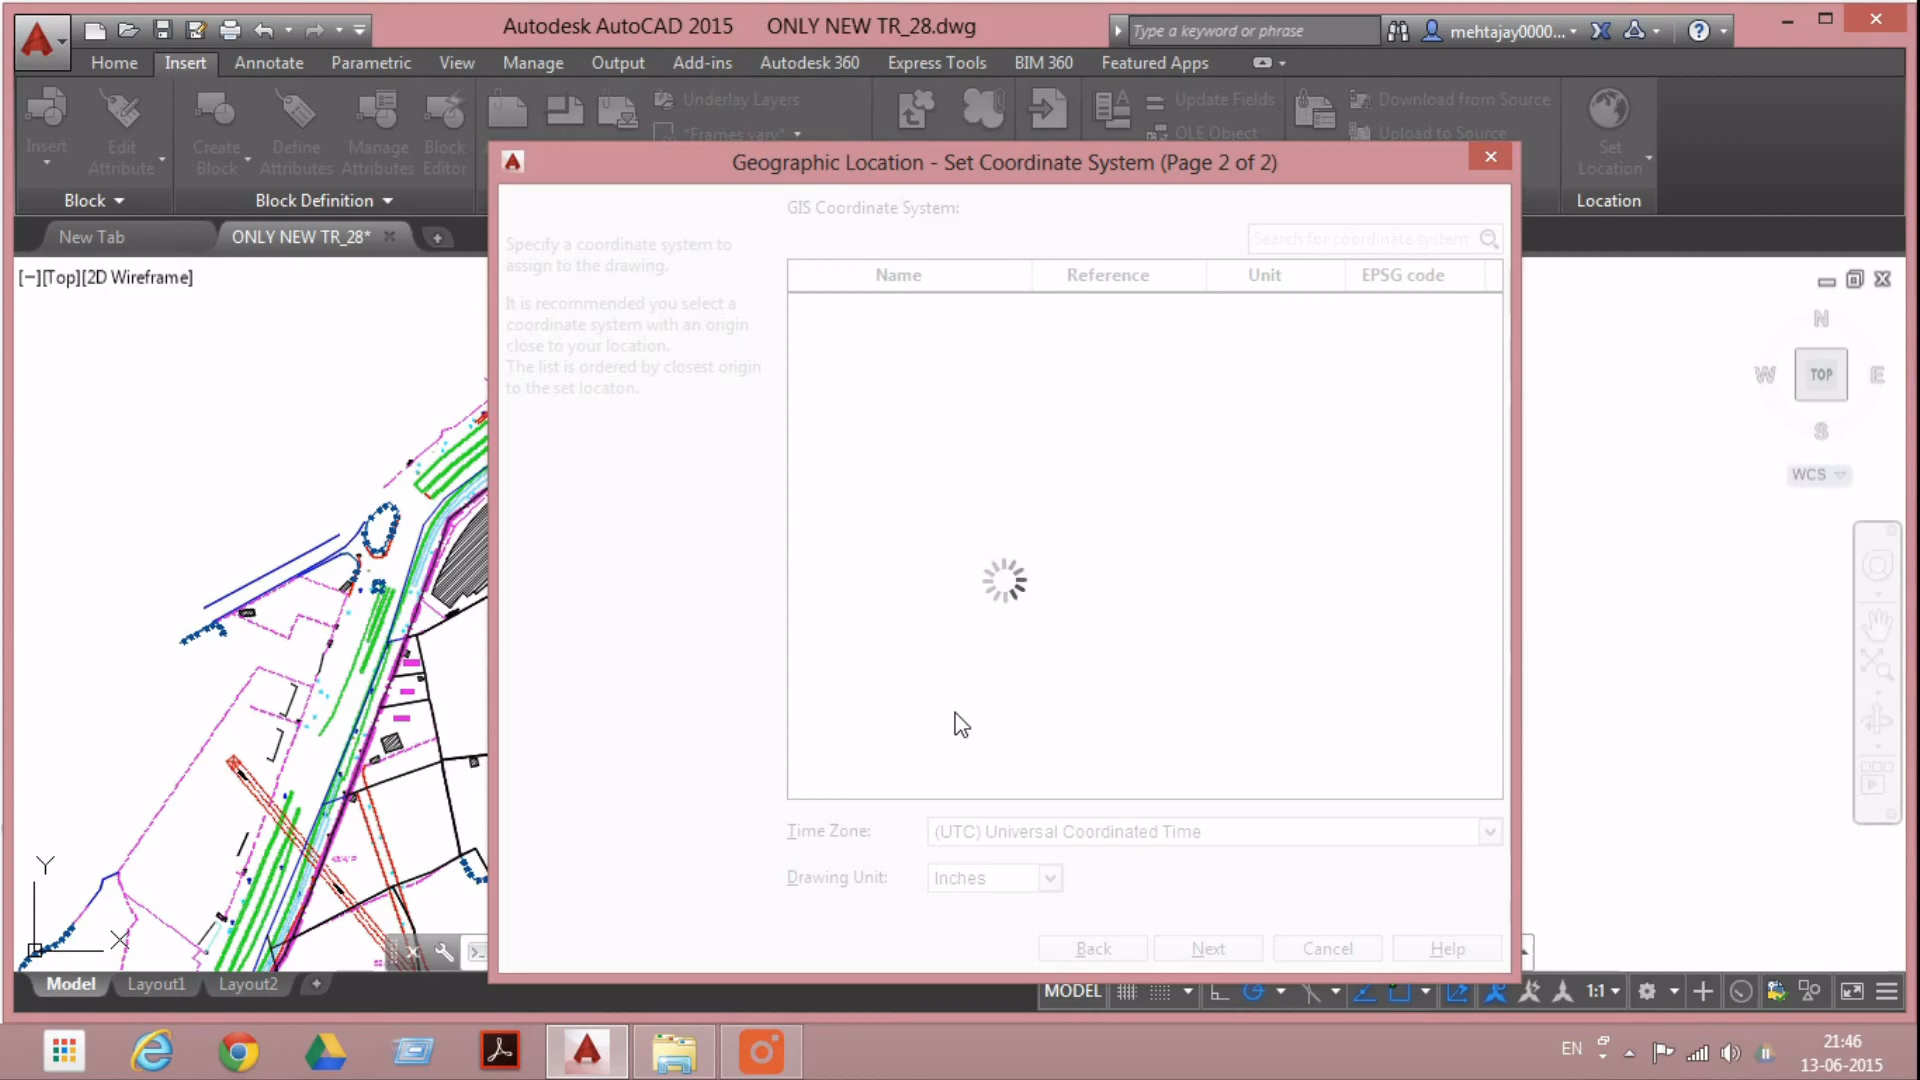 Autodesk AutoCAD 2015 ONLY NEW TR_28.dwg
Type a keyword or phrase
mehtajay0000...
Home Insert Annotate Parametric View Manage Output Add-ins Autodesk 360 Express Tools BIM 360 Featured Apps
Insert
Edit
Attribute
Create
Block
Define
Attributes
Manage
Attributes
Block
Editor
Underlay Layers
*Frames vary*
Update Fields
OLE Object
Download from Source
Upload to Source
Set
Location
Block
Block Definition
Location
New Tab
ONLY NEW TR_28*
[−][Top][2D Wireframe]
Geographic Location - Set Coordinate System (Page 2 of 2)
GIS Coordinate System:
Search for coordinate system
Specify a coordinate system to
assign to the drawing.
It is recommended you select a
coordinate system with an origin
close to your location.
The list is ordered by closest origin
to the set locaton.
Name Reference Unit EPSG code
Time Zone: (UTC) Universal Coordinated Time
Drawing Unit: Inches
Back Next Cancel Help
N
W TOP E
S
WCS
Y
X
Model Layout1 Layout2
MODEL
1:1
EN
21:46
13-06-2015